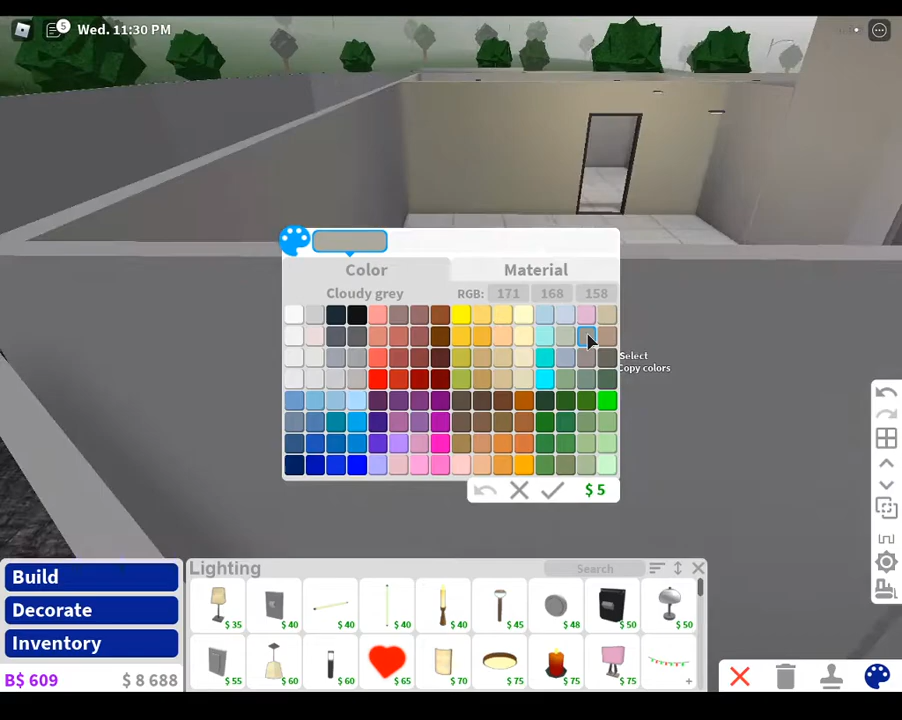 5
Wed. 11:30 PM
Color
Material
Cloudy grey
RGB: 171 168 158
Select
Copy colors
$ 5
Lighting
Search
Build
Decorate
Inventory
B$ 609
$ 8 688
$ 35
$ 40
$ 40
$ 40
$ 40
$ 45
$ 48
$ 50
$ 50
$ 55
$ 60
$ 60
$ 65
$ 70
$ 75
$ 75
$ 75
+